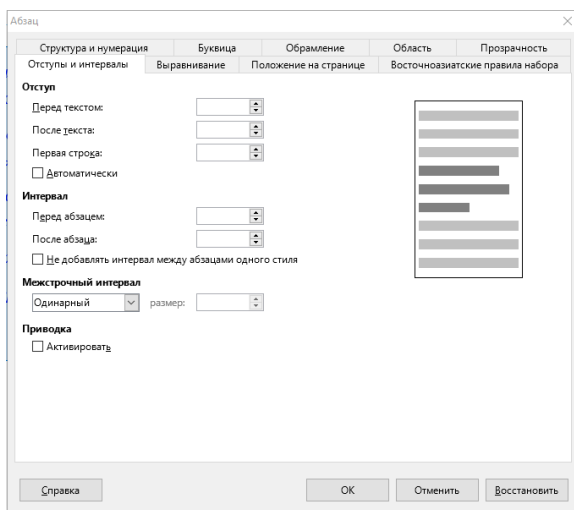 Абзац
Структура и нумерация Буквица Обрамление Область Прозрачность
Отступы и интервалы Выравнивание Положение на странице Восточноазиатские правила набора
Отступ
Перед текстом:
После текста:
Первая строка:
Автоматически
Интервал
Перед абзацем:
После абзаца:
Не добавлять интервал между абзацами одного стиля
Межстрочный интервал
Одинарный размер:
Приводка
Активировать
Справка ОК Отменить Восстановить